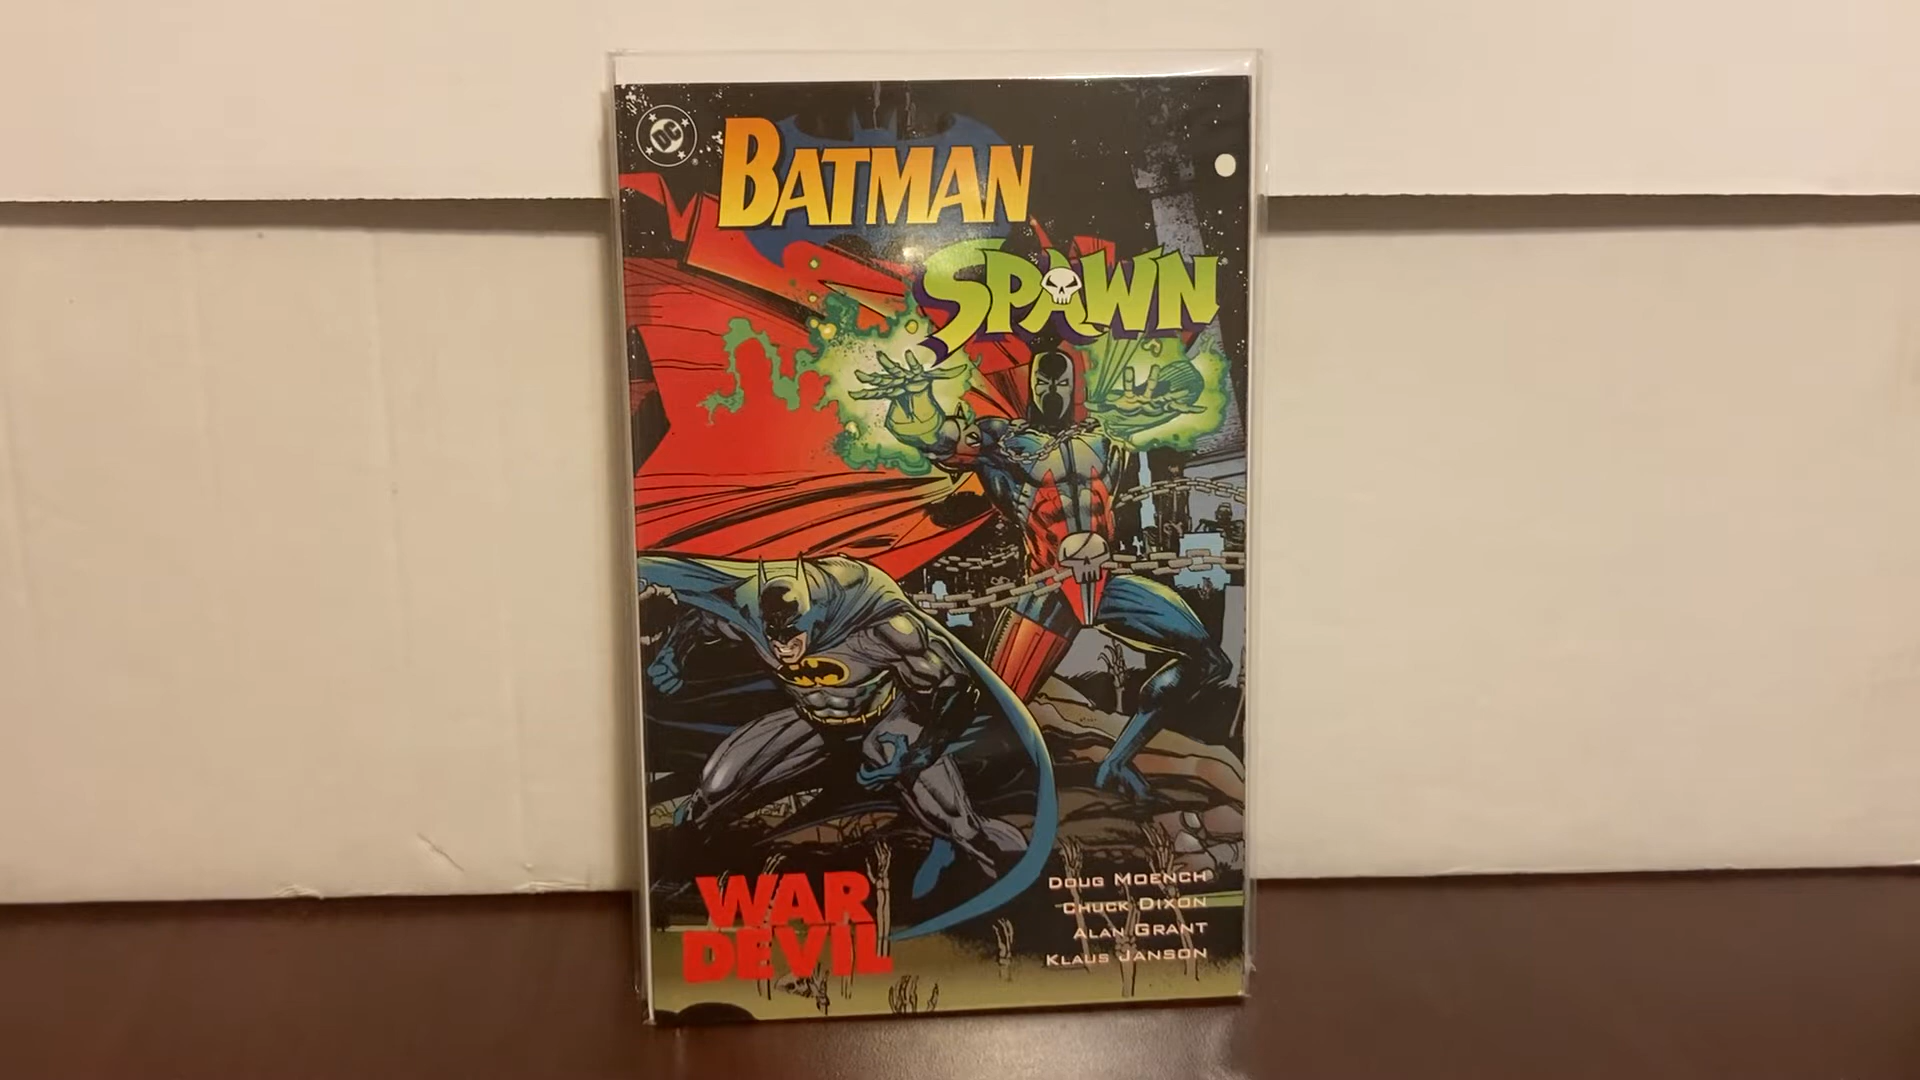 DC
BATMAN
SPAWN
WAR
DEVIL
DOUG MOENCH
CHUCK DIXON
ALAN GRANT
KLAUS JANSON